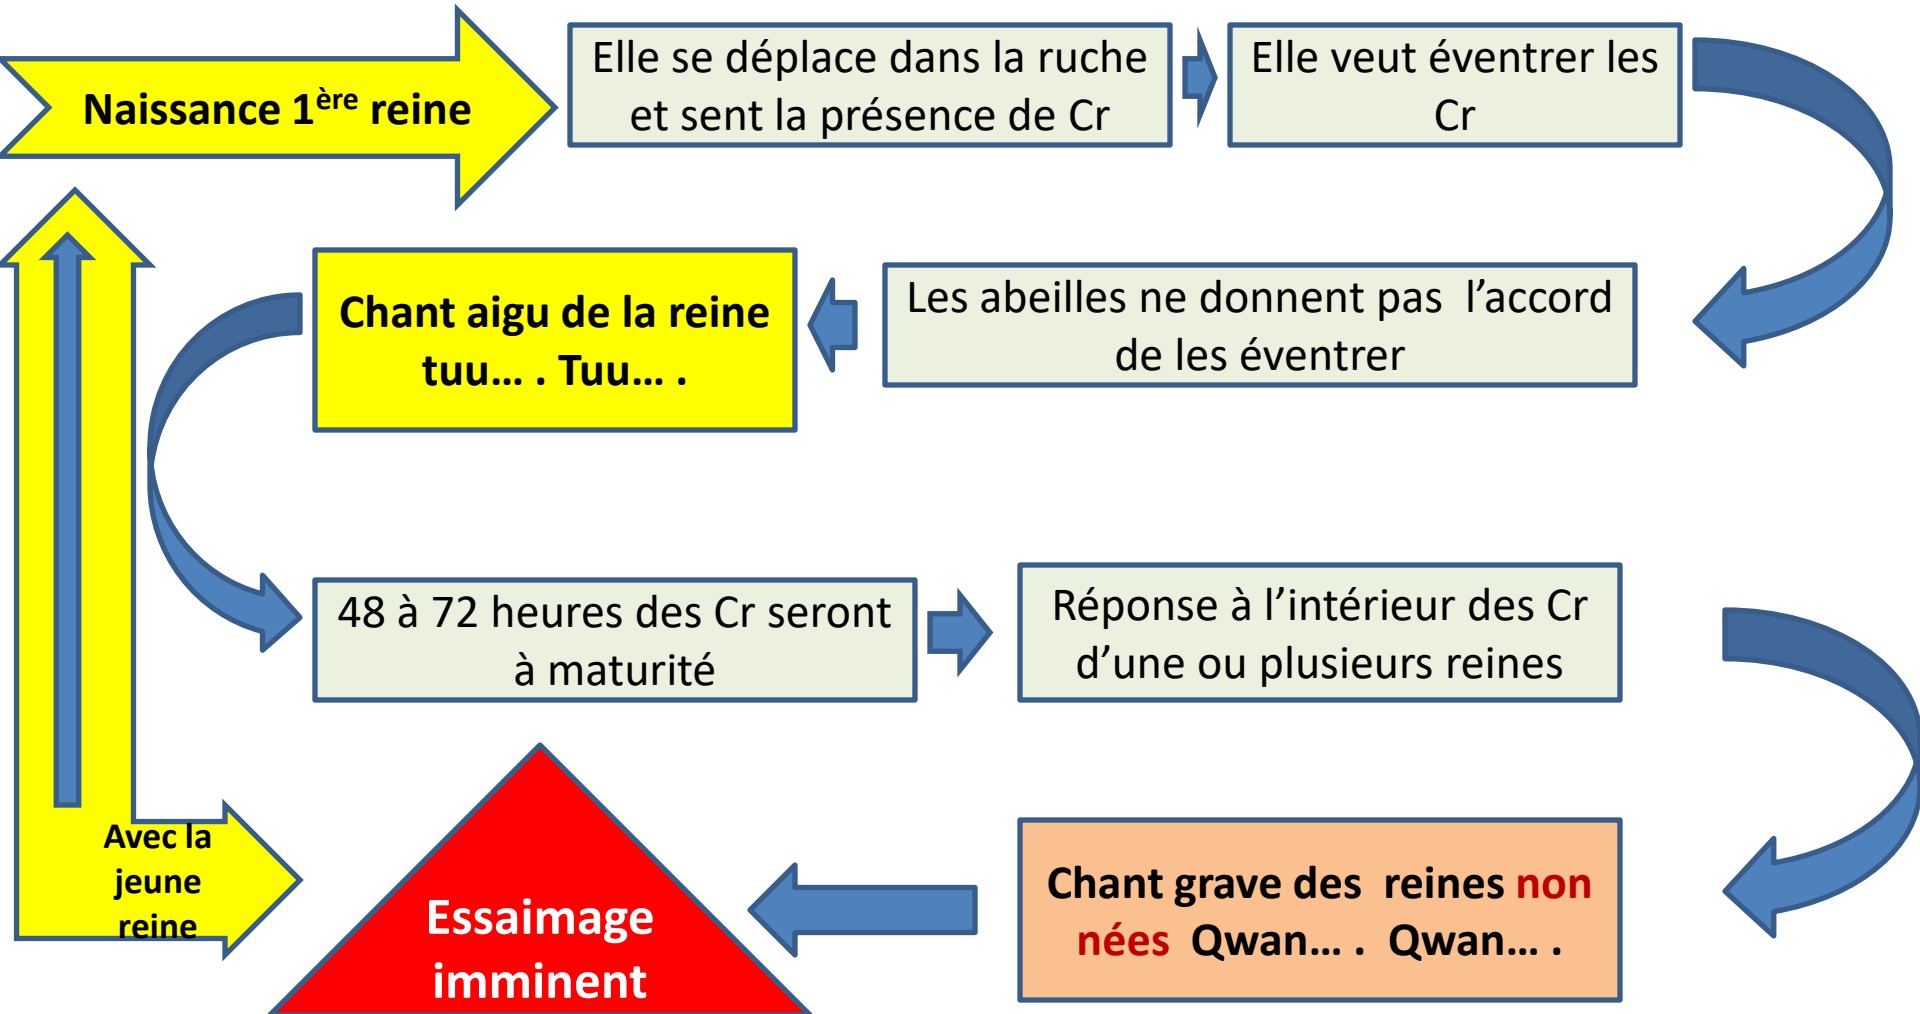 Naissance 1ère reine
Elle se déplace dans la ruche
et sent la présence de Cr
Elle veut éventrer les
Cr
Chant aigu de la reine
tuu... . Tuu... .
Les abeilles ne donnent pas l’accord
de les éventrer
48 à 72 heures des Cr seront
à maturité
Réponse à l’intérieur des Cr
d’une ou plusieurs reines
Avec la
jeune
reine
Essaimage
imminent
Chant grave des reines non
nées Qwan... . Qwan... .